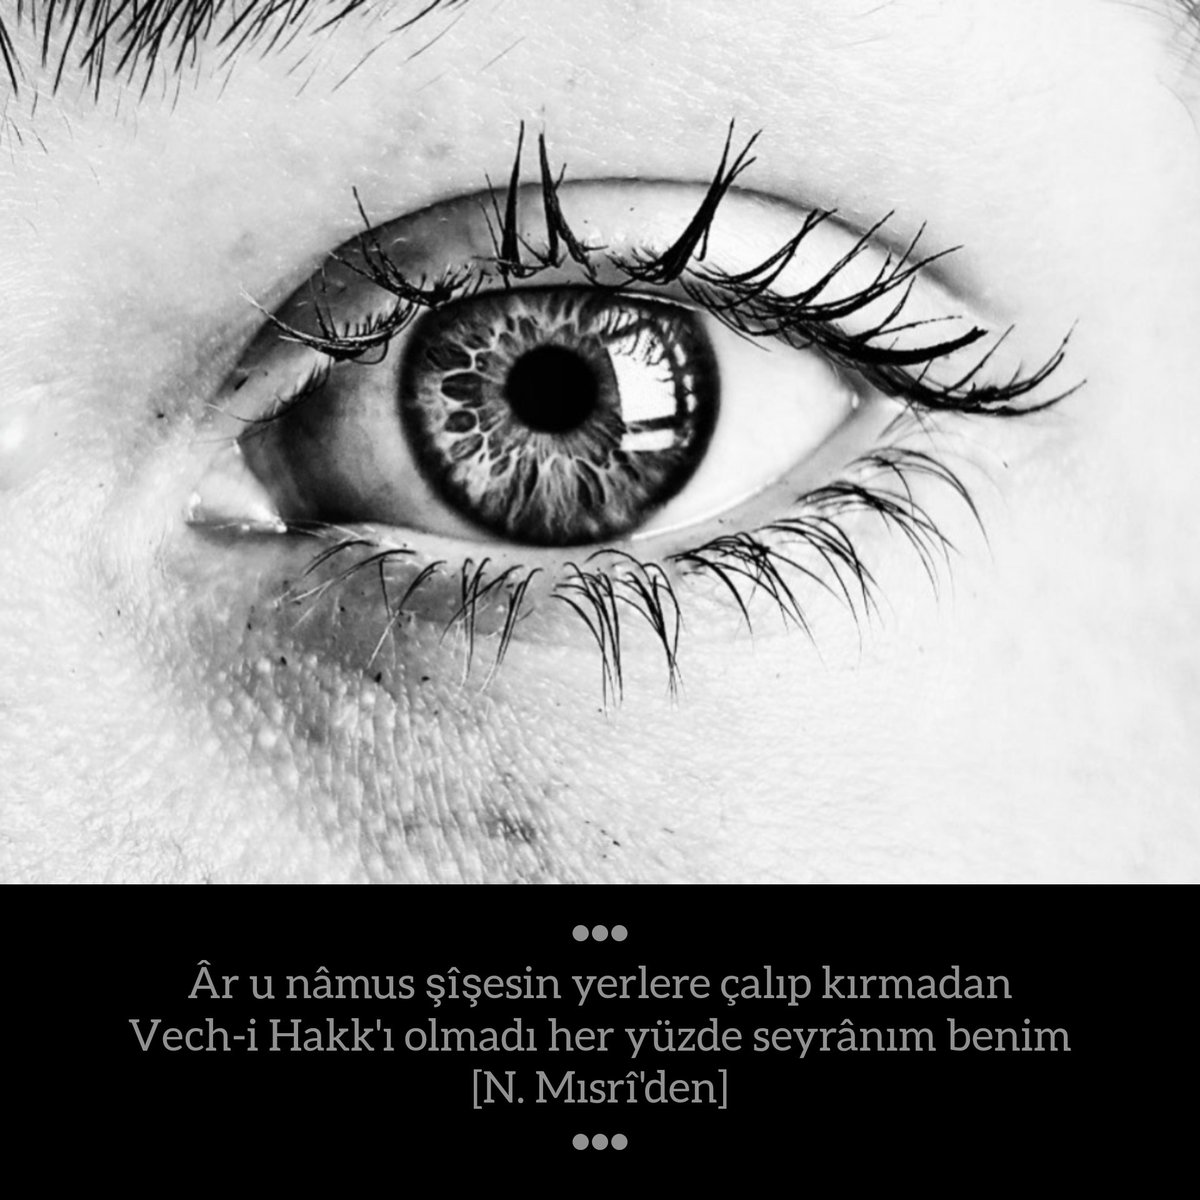 Âr u nâmus şîşesin yerlere çalıp kırmadan
Vech-i Hakk'ı olmadı her yüzde seyrânım benim
[N. Mısrî'den]